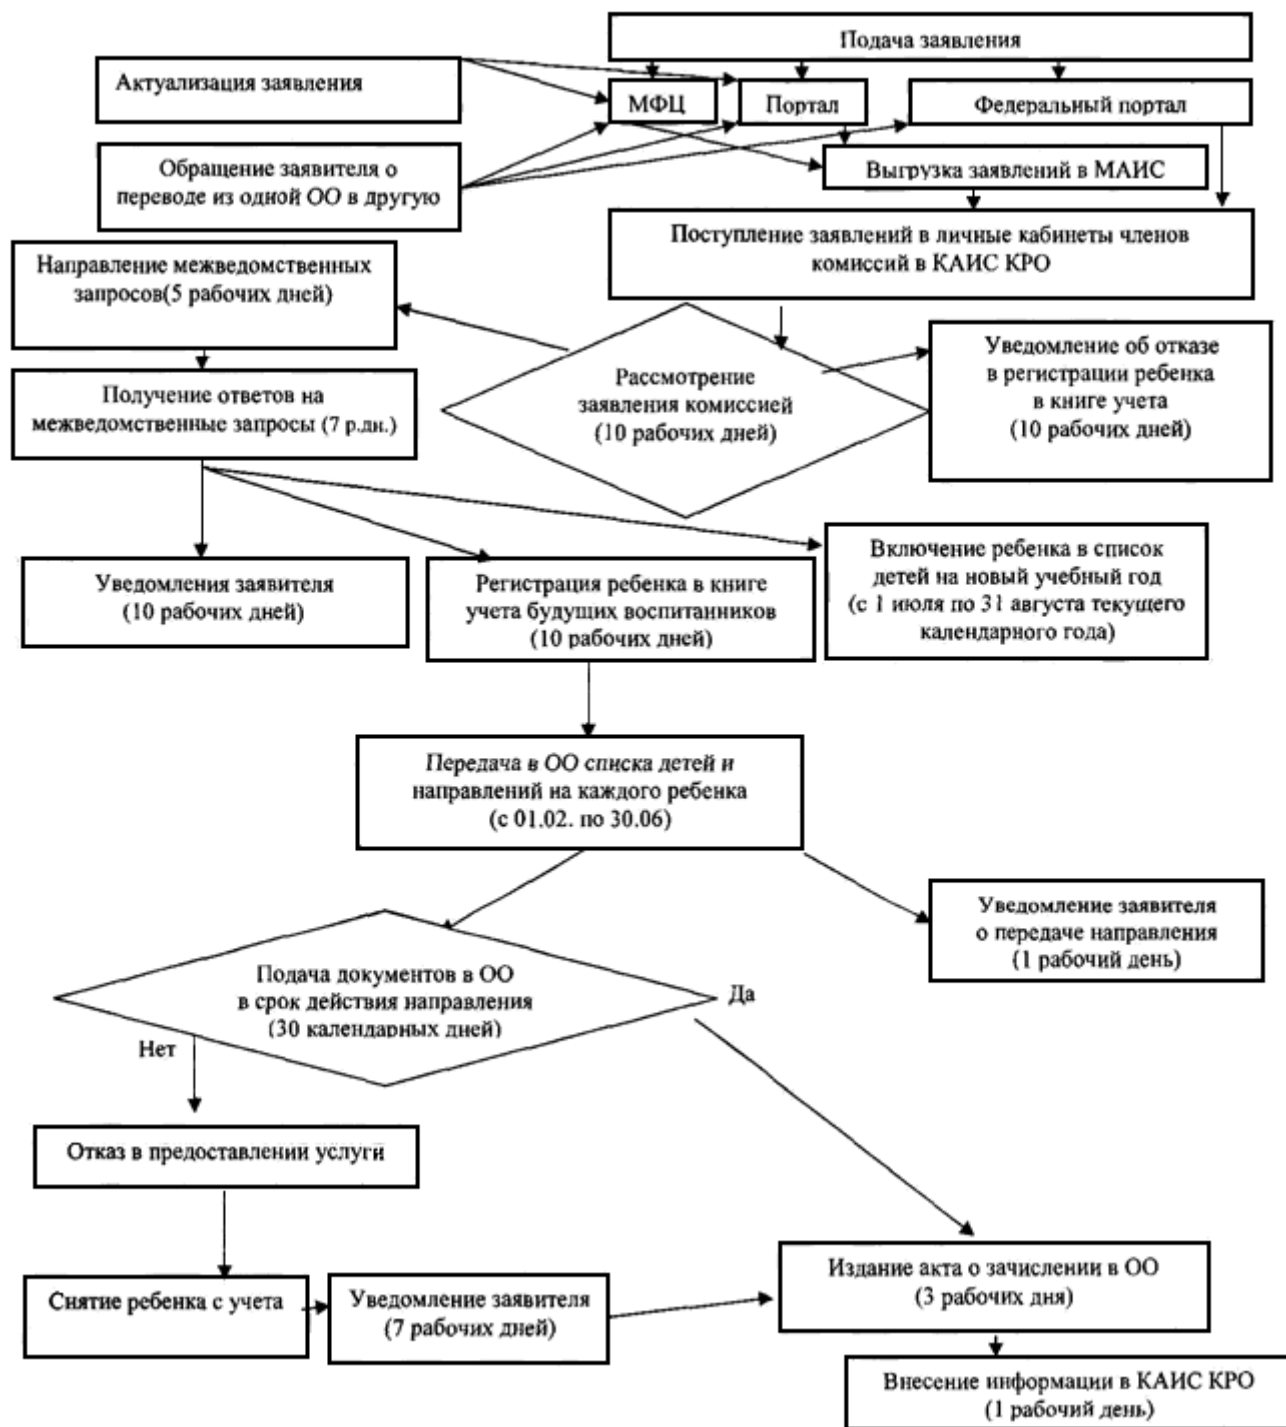 Подача заявления
Актуализация заявления
МФЦ
Портал
Федеральный портал
Обращение заявителя о
переводе из одной ОО в другую
Выгрузка заявлений в МАИС
Поступление заявлений в личные кабинеты членов
комиссий в КАИС КРО
Направление межведомственных
запросов(5 рабочих дней)
Рассмотрение
заявления комиссией
(10 рабочих дней)
Уведомление об отказе
в регистрации ребенка
в книге учета
(10 рабочих дней)
Получение ответов на
межведомственные запросы (7 р.дн.)
Уведомления заявителя
(10 рабочих дней)
Регистрация ребенка в книге
учета будущих воспитанников
(10 рабочих дней)
Включение ребенка в список
детей на новый учебный год
(с 1 июля по 31 августа текущего
календарного года)
Передача в ОО списка детей и
направлений на каждого ребенка
(с 01.02. по 30.06)
Уведомление заявителя
о передаче направления
(1 рабочий день)
Подача документов в ОО
в срок действия направления
(30 календарных дней)
Да
Нет
Отказ в предоставлении услуги
Снятие ребенка с учета
Уведомление заявителя
(7 рабочих дней)
Издание акта о зачислении в ОО
(3 рабочих дня)
Внесение информации в КАИС КРО
(1 рабочий день)